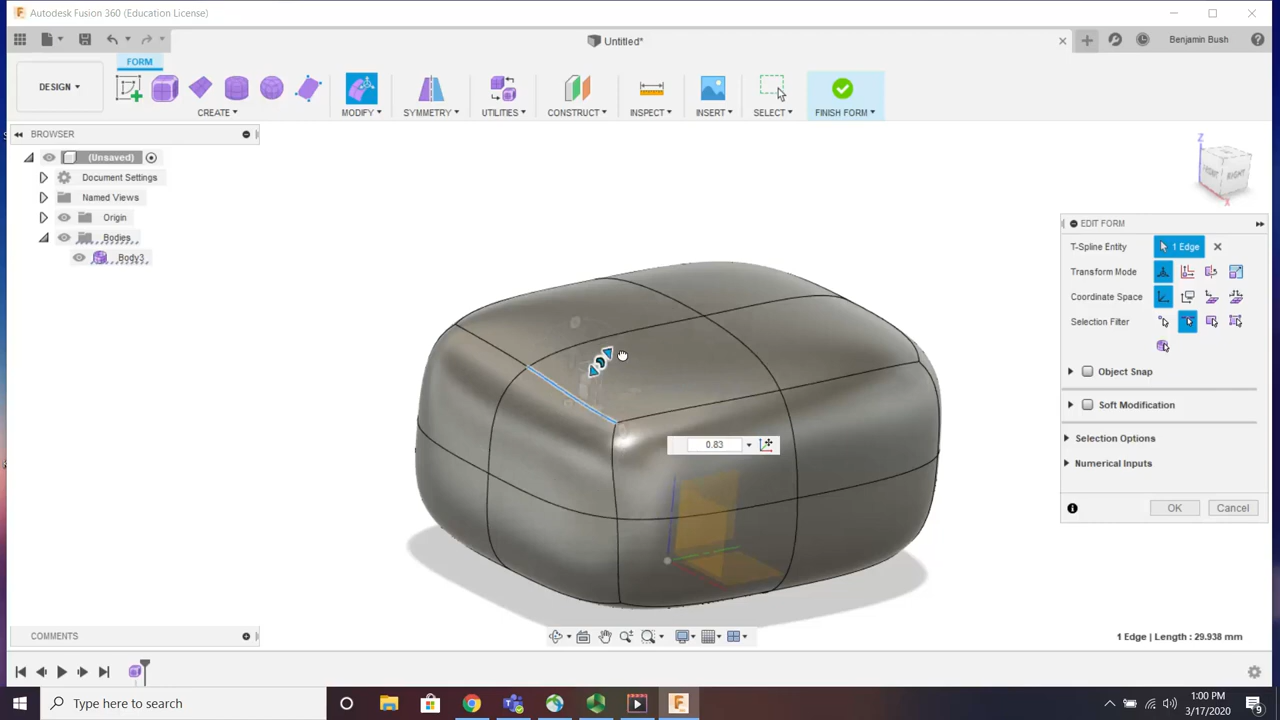 Autodesk Fusion 360 (Education License)
Untitled*
Benjamin Bush
FORM
DESIGN
CREATE
MODIFY
SYMMETRY
UTILITIES
CONSTRUCT
INSPECT
INSERT
SELECT
FINISH FORM
BROWSER
(Unsaved)
Document Settings
Named Views
Origin
Bodies
Body3
Z
FRONT
RIGHT
X
EDIT FORM
T-Spline Entity
1 Edge
Transform Mode
Coordinate Space
Selection Filter
Object Snap
Soft Modification
Selection Options
Numerical Inputs
OK
Cancel
0.83
COMMENTS
1 Edge | Length : 29.938 mm
Type here to search
1:00 PM
3/17/2020
9